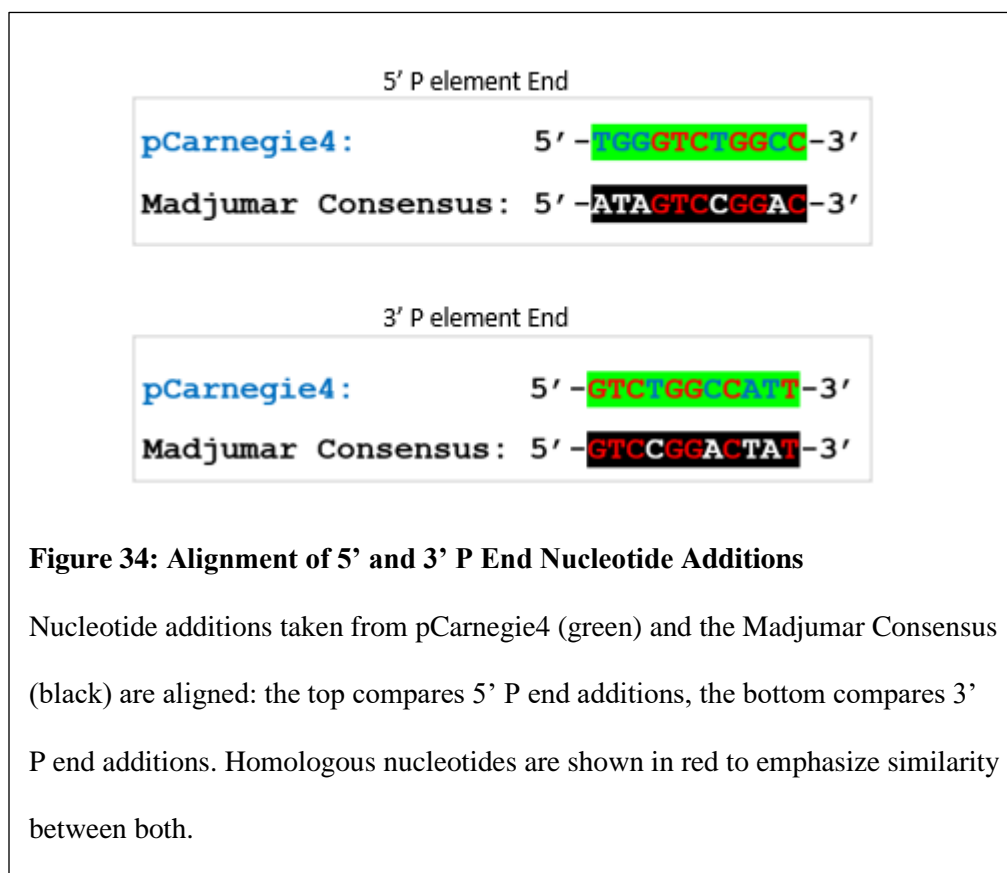 5’ P element End
pCarnegie4: 5’-TGGGTCTGGCC-3’
Madjumar Consensus: 5’-ATAGTCCGGAC-3’
3’ P element End
pCarnegie4: 5’-GTCTGGCCATT-3’
Madjumar Consensus: 5’-GTCCGGACTAT-3’
Figure 34: Alignment of 5’ and 3’ P End Nucleotide Additions
Nucleotide additions taken from pCarnegie4 (green) and the Madjumar Consensus
(black) are aligned: the top compares 5’ P end additions, the bottom compares 3’
P end additions. Homologous nucleotides are shown in red to emphasize similarity
between both.